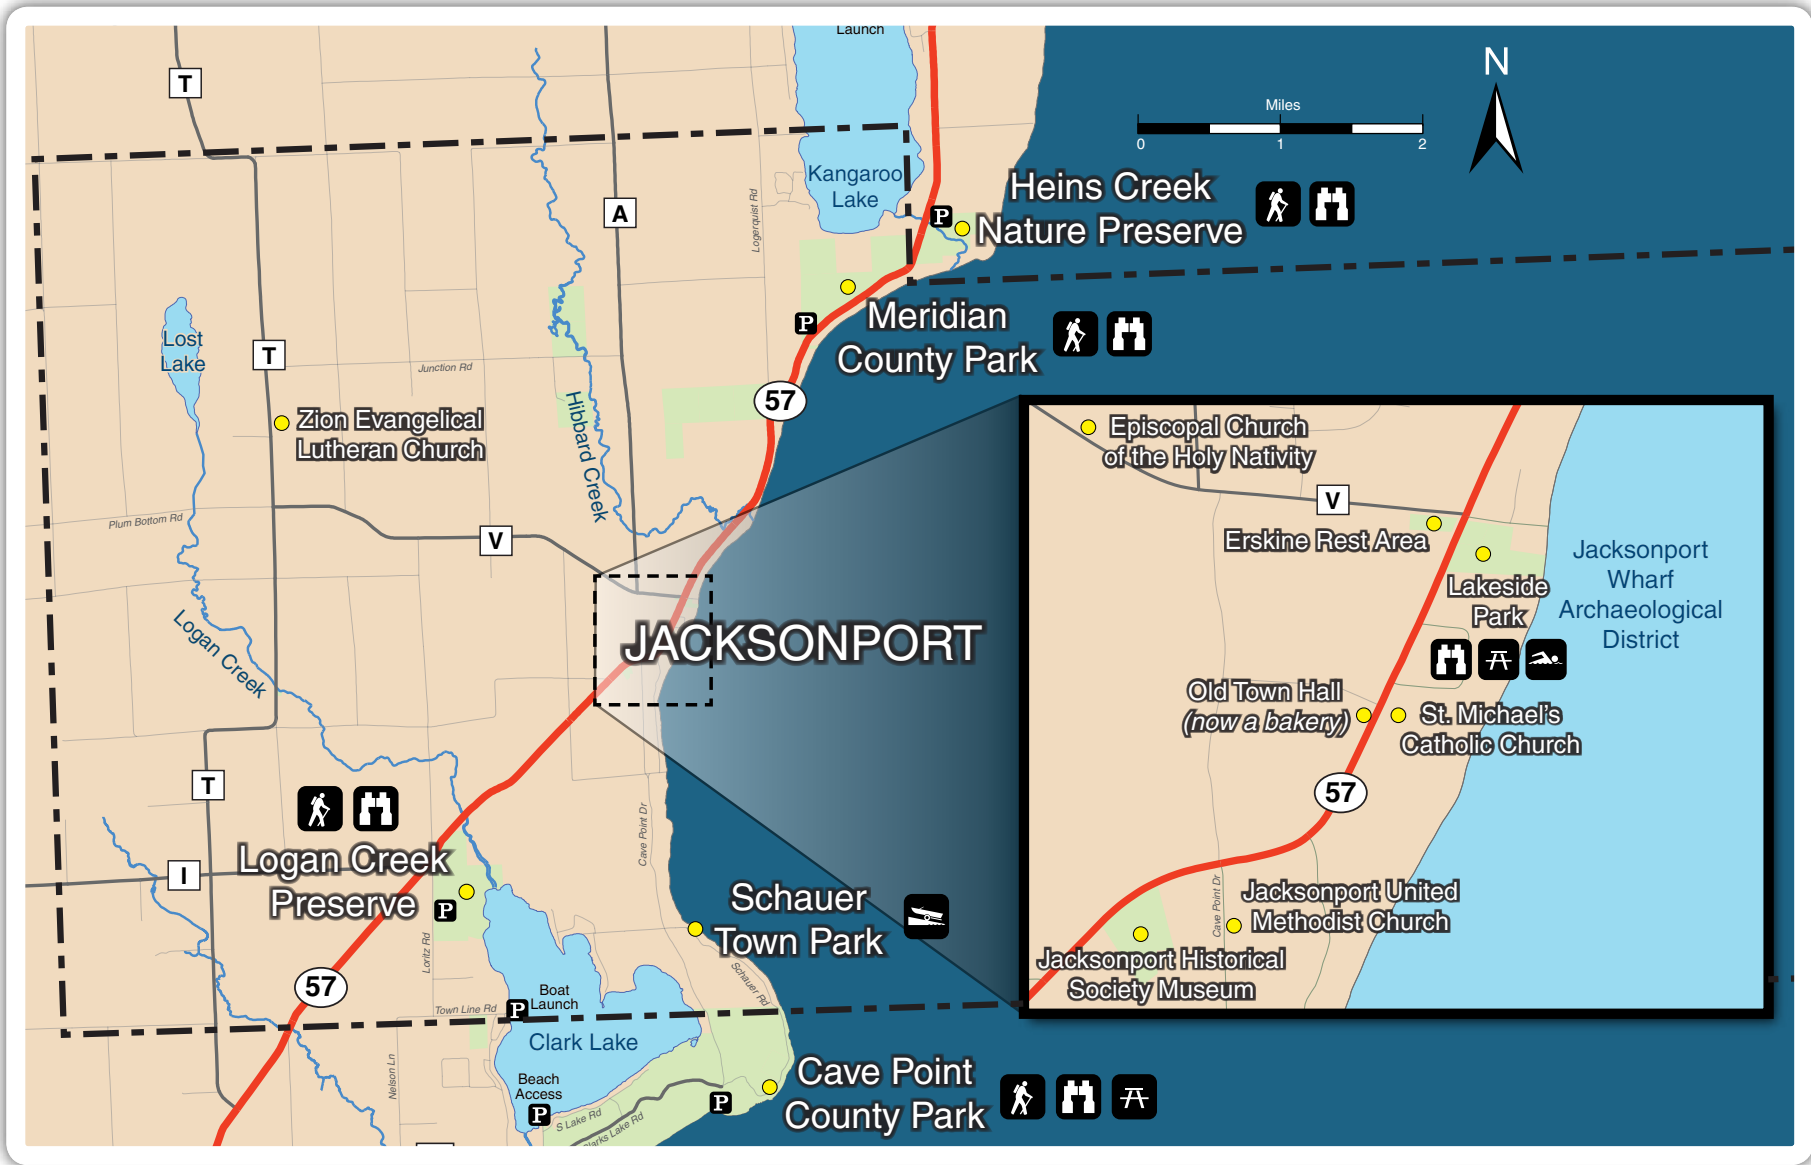 Launch
T
N
Miles
0 1 2
Kangaroo
Lake
Heins Creek
Nature Preserve
P
A
Logerquist Rd
Meridian
County Park
P
Lost
Lake
T
Junction Rd
57
Zion Evangelical
Lutheran Church
Hibbard Creek
Plum Bottom Rd
V
Logan Creek
JACKSONPORT
T
I
Logan Creek
Preserve
P
Cave Point Dr
Loritz Rd
Schauer
Town Park
Schauer Rd
57
Town Line Rd
P
Boat
Launch
Clark Lake
Nelson Ln
Beach
Access
P
S Lake Rd
Clarks Lake Rd
P
Cave Point
County Park
Episcopal Church
of the Holy Nativity
V
Erskine Rest Area
Lakeside
Park
Jacksonport
Wharf
Archaeological
District
Old Town Hall
(now a bakery)
St. Michael's
Catholic Church
57
Cave Point Dr
Jacksonport United
Methodist Church
Jacksonport Historical
Society Museum